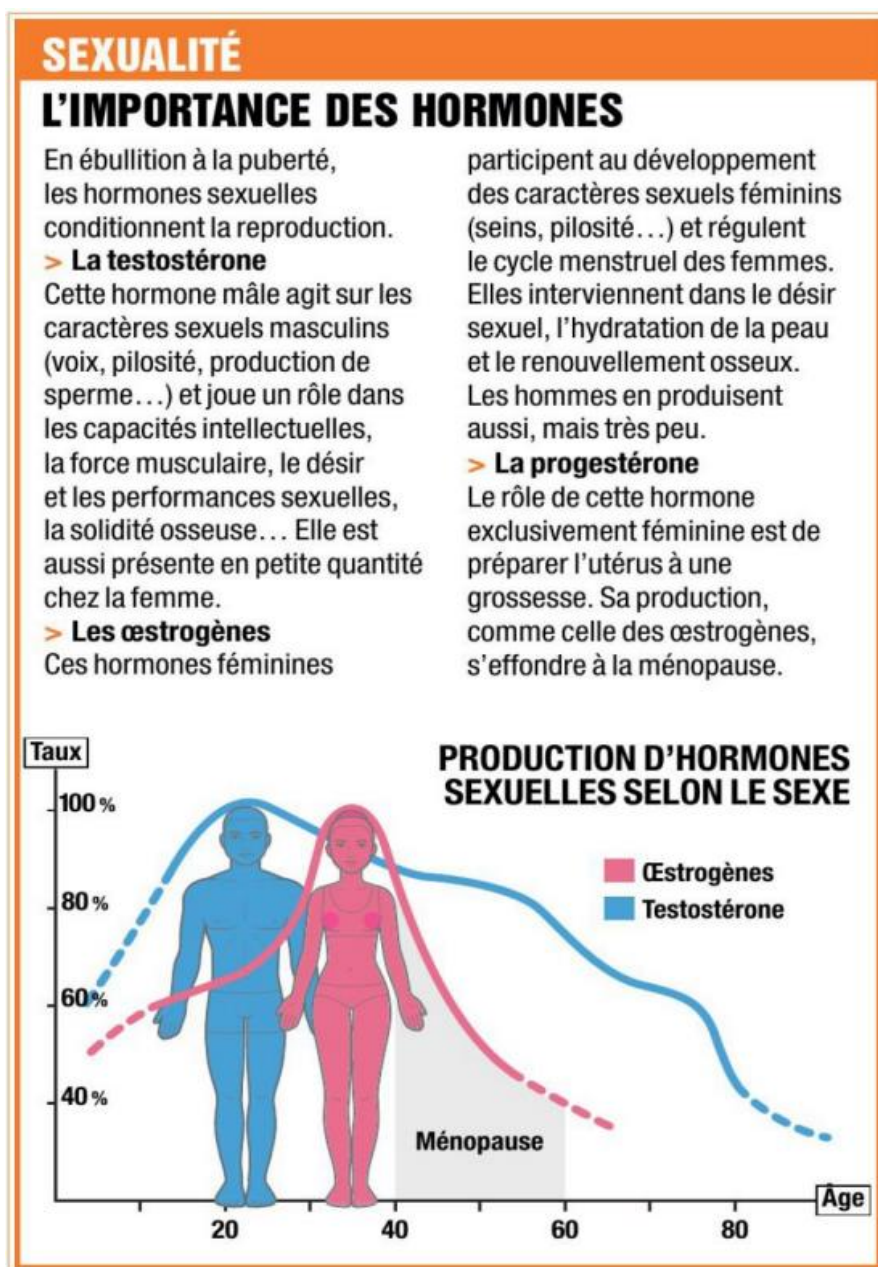 SEXUALITÉ
L'IMPORTANCE DES HORMONES
En ébullition à la puberté,
les hormones sexuelles
conditionnent la reproduction.
> La testostérone
Cette hormone mâle agit sur les
caractères sexuels masculins
(voix, pilosité, production de
sperme…) et joue un rôle dans
les capacités intellectuelles,
la force musculaire, le désir
et les performances sexuelles,
la solidité osseuse… Elle est
aussi présente en petite quantité
chez la femme.
> Les œstrogènes
Ces hormones féminines
participent au développement
des caractères sexuels féminins
(seins, pilosité…) et régulent
le cycle menstruel des femmes.
Elles interviennent dans le désir
sexuel, l'hydratation de la peau
et le renouvellement osseux.
Les hommes en produisent
aussi, mais très peu.
> La progestérone
Le rôle de cette hormone
exclusivement féminine est de
préparer l'utérus à une
grossesse. Sa production,
comme celle des œstrogènes,
s'effondre à la ménopause.
Taux
PRODUCTION D'HORMONES
SEXUELLES SELON LE SEXE
100 %
80 %
60 %
40 %
Œstrogènes
Testostérone
Ménopause
Âge
20 40 60 80